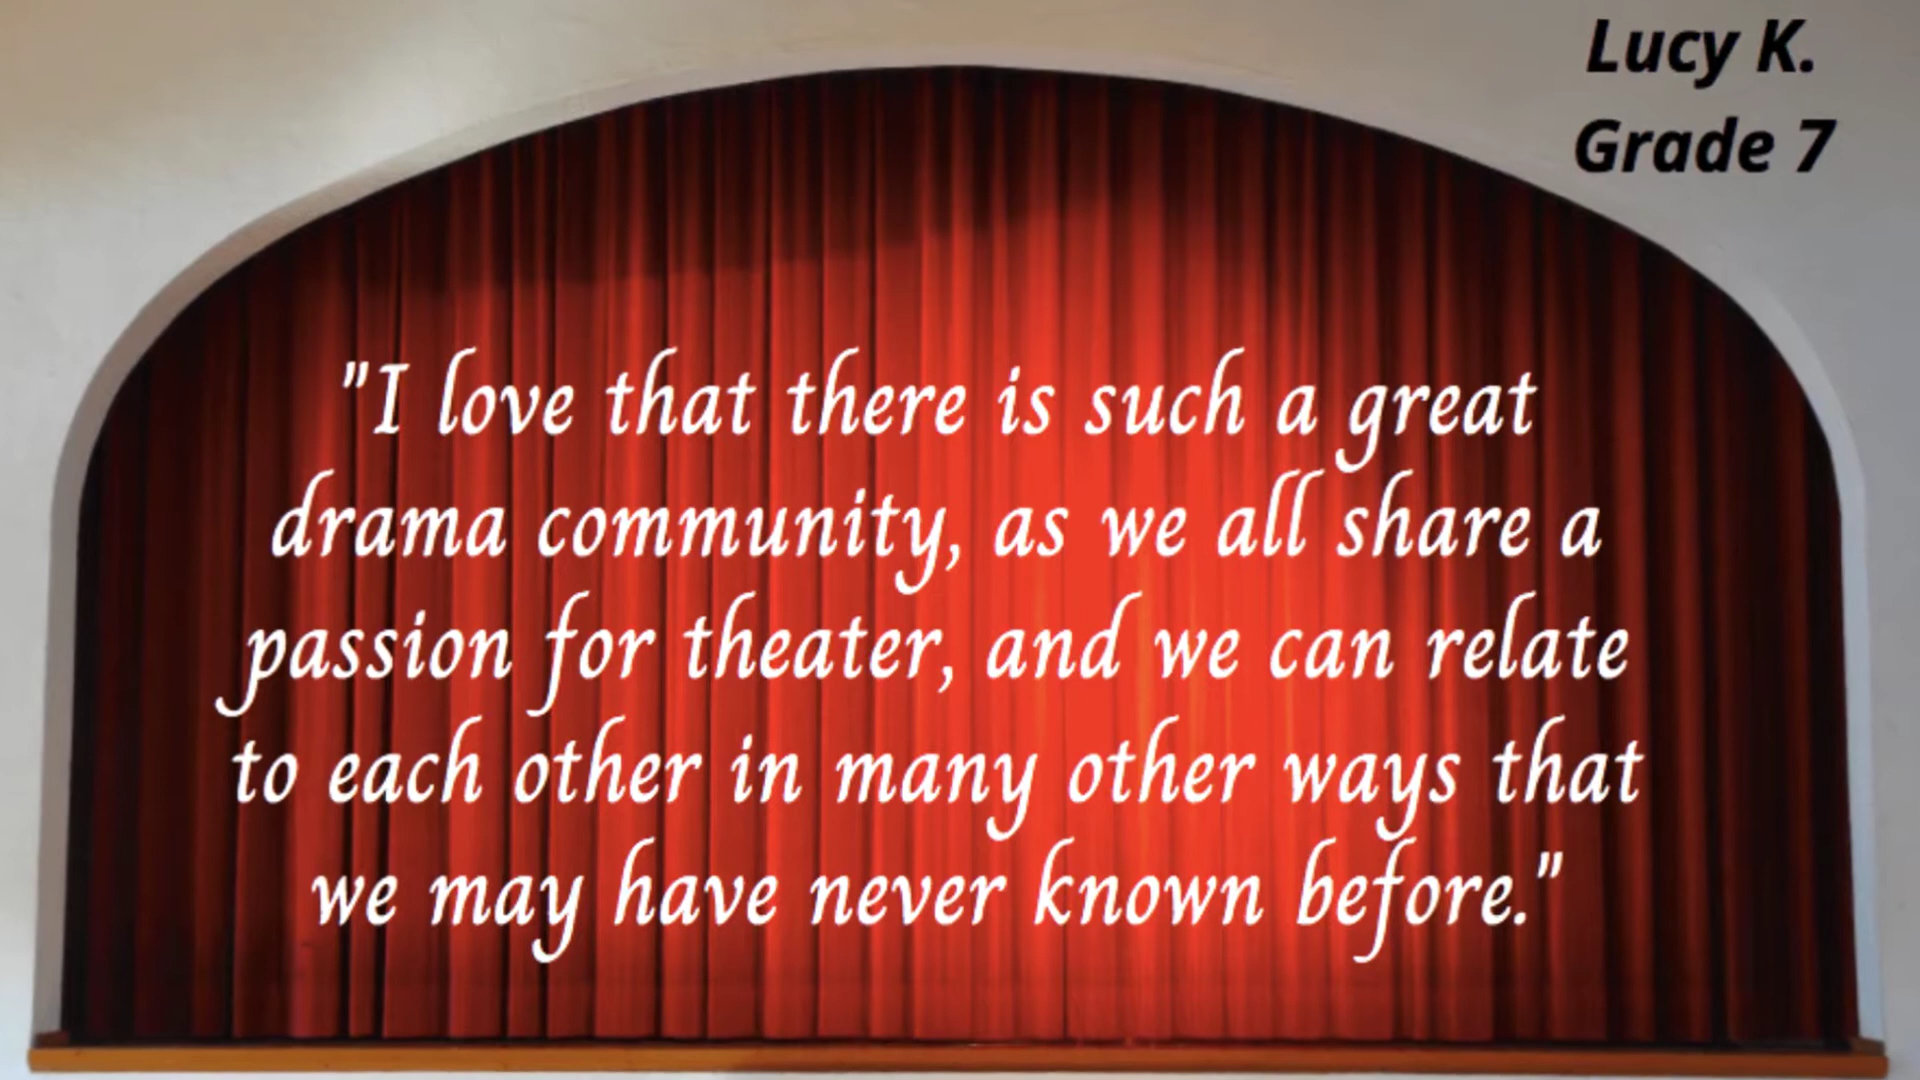 Lucy K.
Grade 7
"I love that there is such a great
drama community, as we all share a
passion for theater, and we can relate
to each other in many other ways that
we may have never known before."